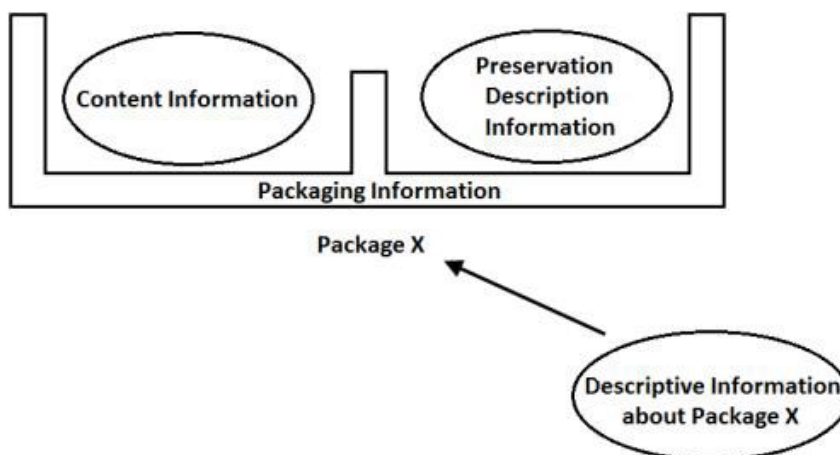 Content Information
Preservation
Description
Information
Packaging Information
Package X
Descriptive Information
about Package X